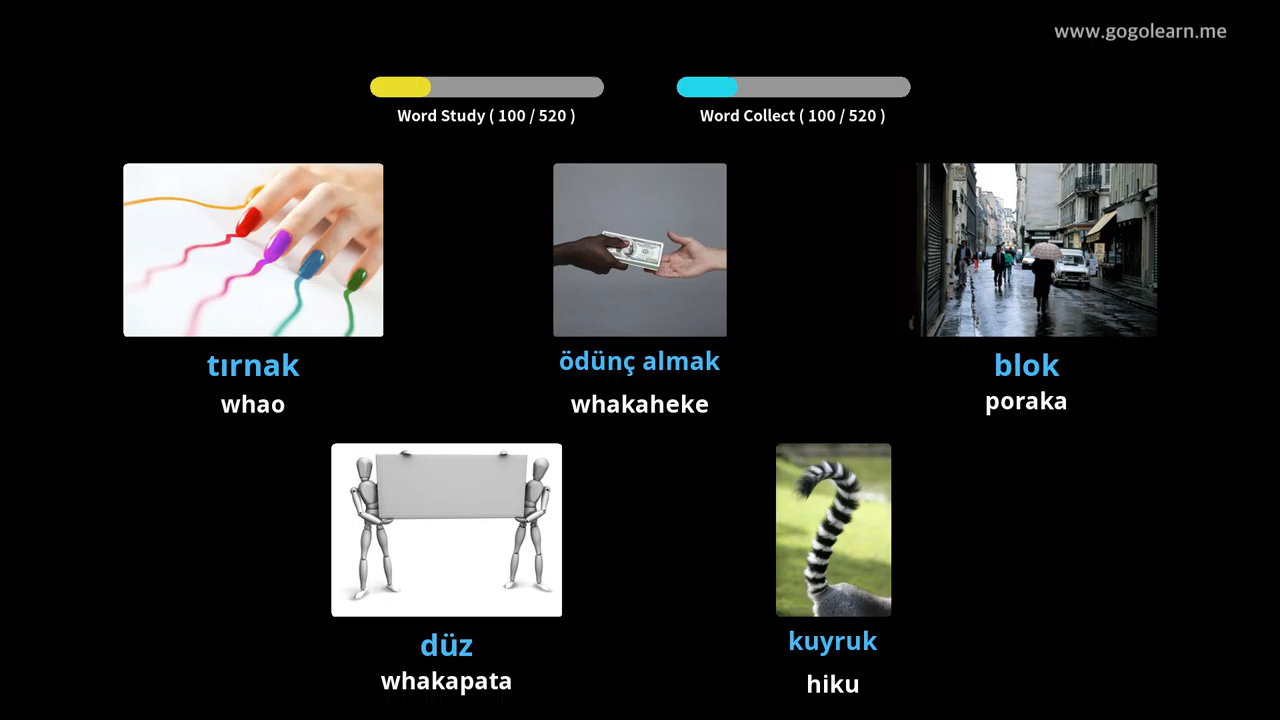 www.gogolearn.me
Word Study ( 100 / 520 )
Word Collect ( 100 / 520 )
tırnak
whao
ödünç almak
whakaheke
blok
poraka
düz
whakapata
kuyruk
hiku